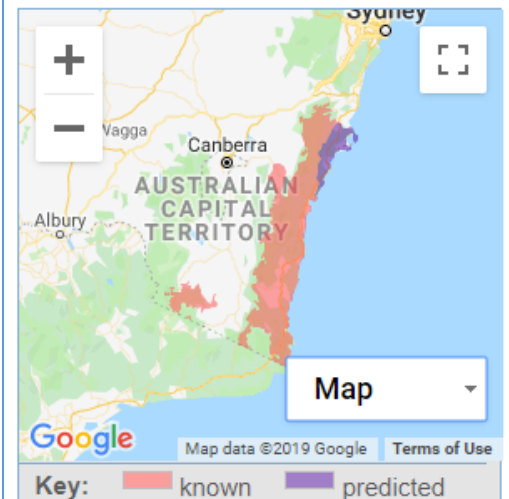 Sydney
+
−
Wagga
Canberra
AUSTRALIAN
CAPITAL
TERRITORY
Albury
Map
Google
Map data ©2019 Google Terms of Use
Key: known predicted